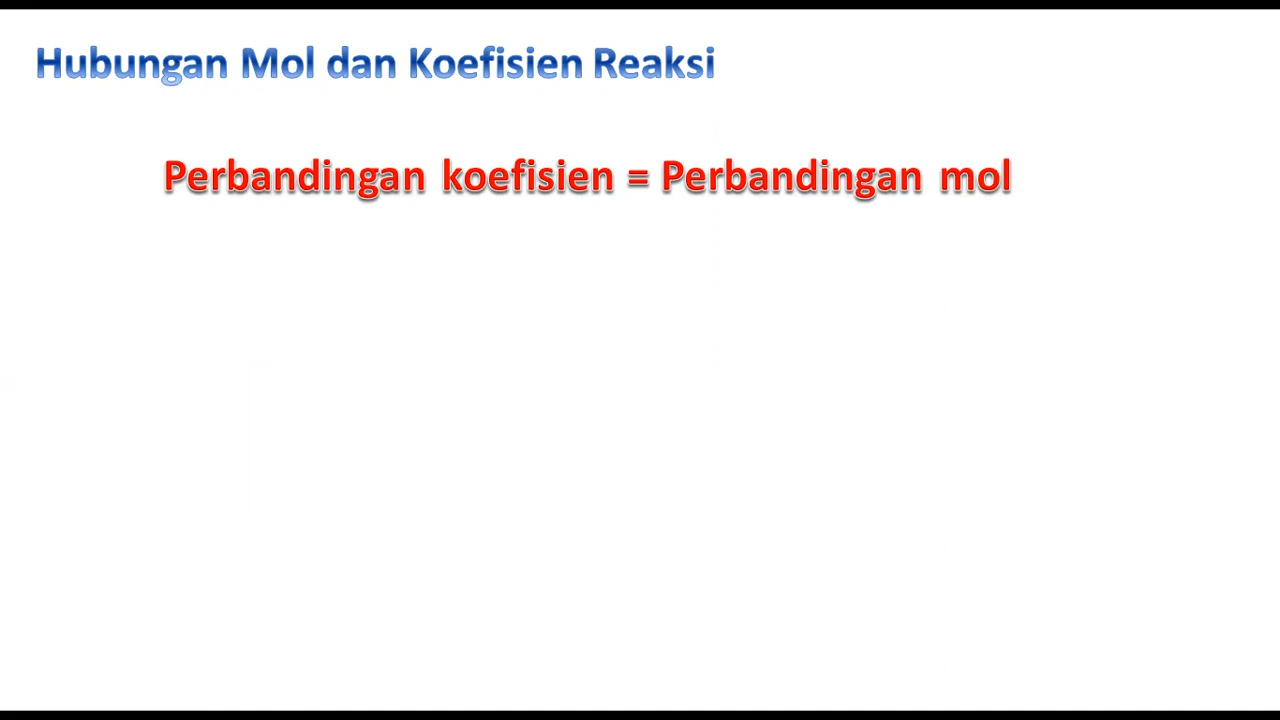 Hubungan Mol dan Koefisien Reaksi
Perbandingan koefisien = Perbandingan mol